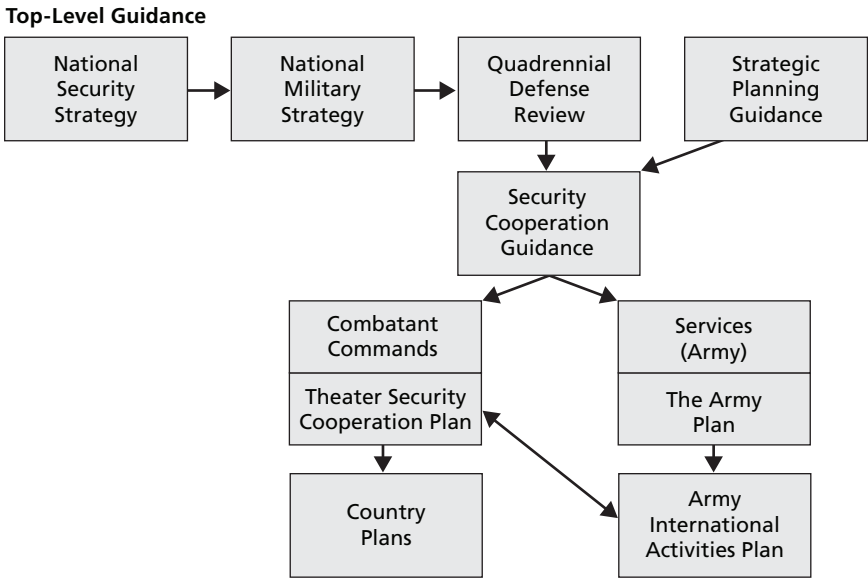 Top-Level Guidance
National
Security
Strategy
National
Military
Strategy
Quadrennial
Defense
Review
Strategic
Planning
Guidance
Security
Cooperation
Guidance
Combatant
Commands
Services
(Army)
Theater Security
Cooperation Plan
The Army
Plan
Country
Plans
Army
International
Activities Plan